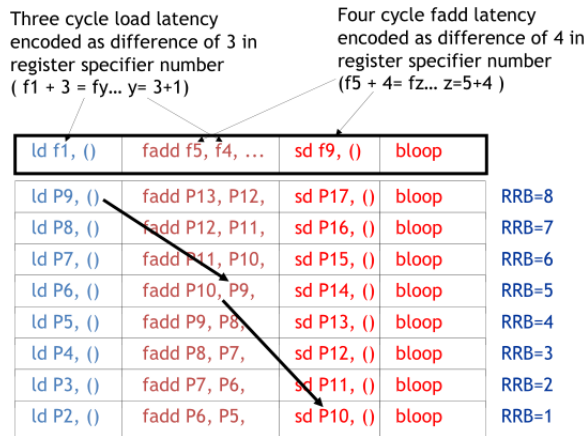 Three cycle load latency
encoded as difference of 3 in
register specifier number
( f1 + 3 = fy... y= 3+1)
Four cycle fadd latency
encoded as difference of 4 in
register specifier number
(f5 + 4= fz... z=5+4 )
ld f1, () fadd f5, f4, ... sd f9, () bloop
ld P9, () fadd P13, P12, sd P17, () bloop RRB=8
ld P8, () fadd P12, P11, sd P16, () bloop RRB=7
ld P7, () fadd P11, P10, sd P15, () bloop RRB=6
ld P6, () fadd P10, P9, sd P14, () bloop RRB=5
ld P5, () fadd P9, P8, sd P13, () bloop RRB=4
ld P4, () fadd P8, P7, sd P12, () bloop RRB=3
ld P3, () fadd P7, P6, sd P11, () bloop RRB=2
ld P2, () fadd P6, P5, sd P10, () bloop RRB=1